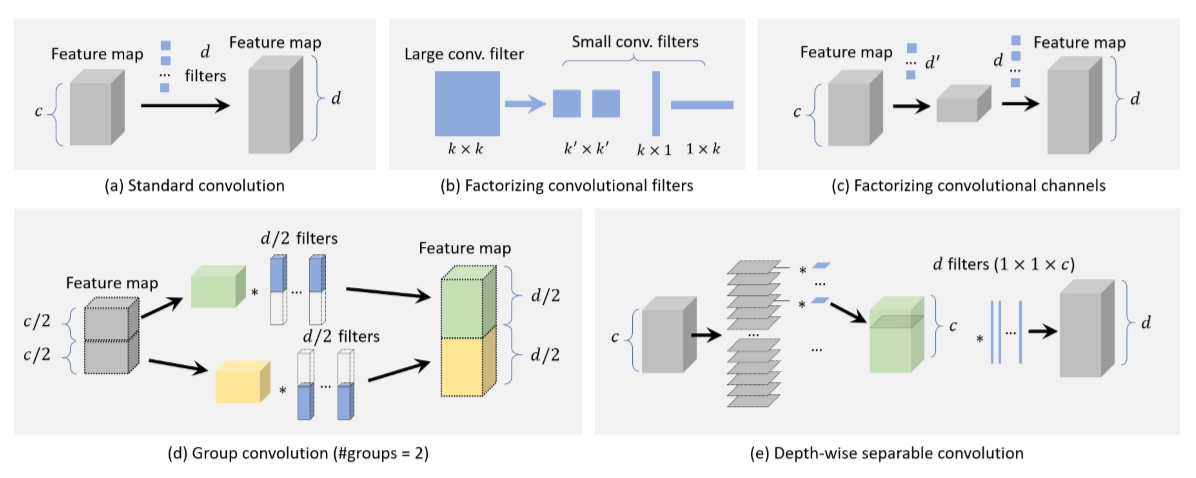 Feature map
d
filters
...
Feature map
c
d
(a) Standard convolution
Large conv. filter
Small conv. filters
k × k
k′ × k′
k × 1
1 × k
(b) Factorizing convolutional filters
Feature map
... d′
d
...
Feature map
c
d
(c) Factorizing convolutional channels
Feature map
c/2
c/2
d/2 filters
* ...
d/2 filters
* ...
Feature map
d/2
d/2
(d) Group convolution (#groups = 2)
c
...
*
...
*
...
c
d filters (1 × 1 × c)
* ...
d
(e) Depth-wise separable convolution